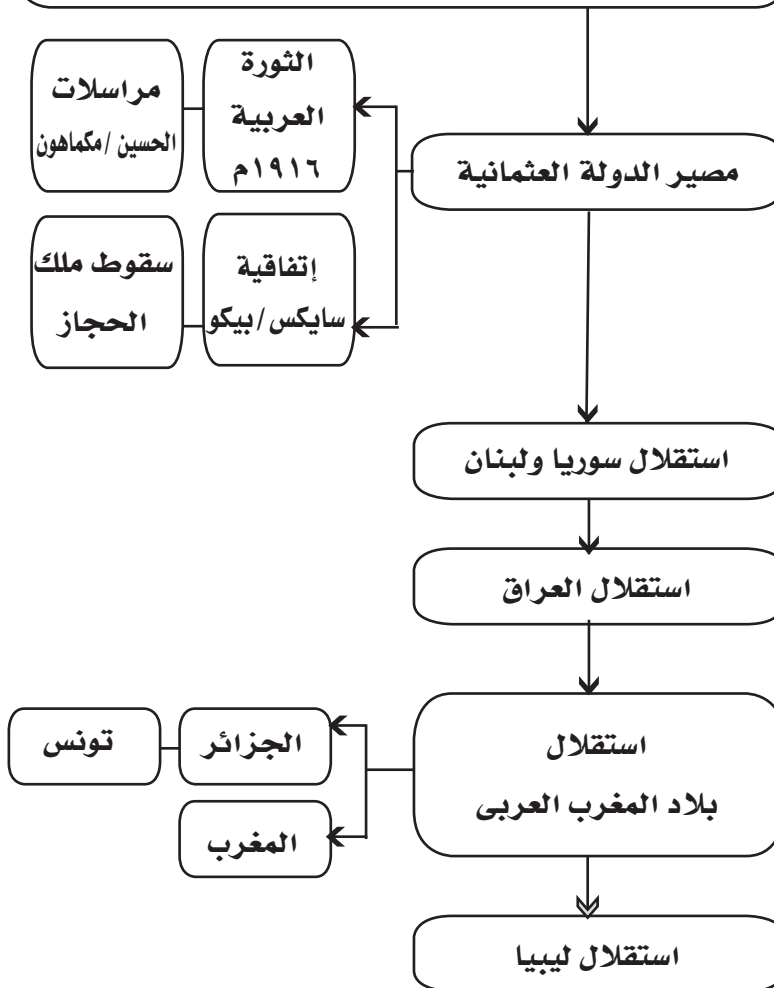 مصير الدولة العثمانية
الثورة
العربية
١٩١٦م
مراسلات
الحسين / مكماهون
إتفاقية
سايكس / بيكو
سقوط ملك
الحجاز
استقلال سوريا ولبنان
استقلال العراق
استقلال
بلاد المغرب العربى
الجزائر
تونس
المغرب
استقلال ليبيا